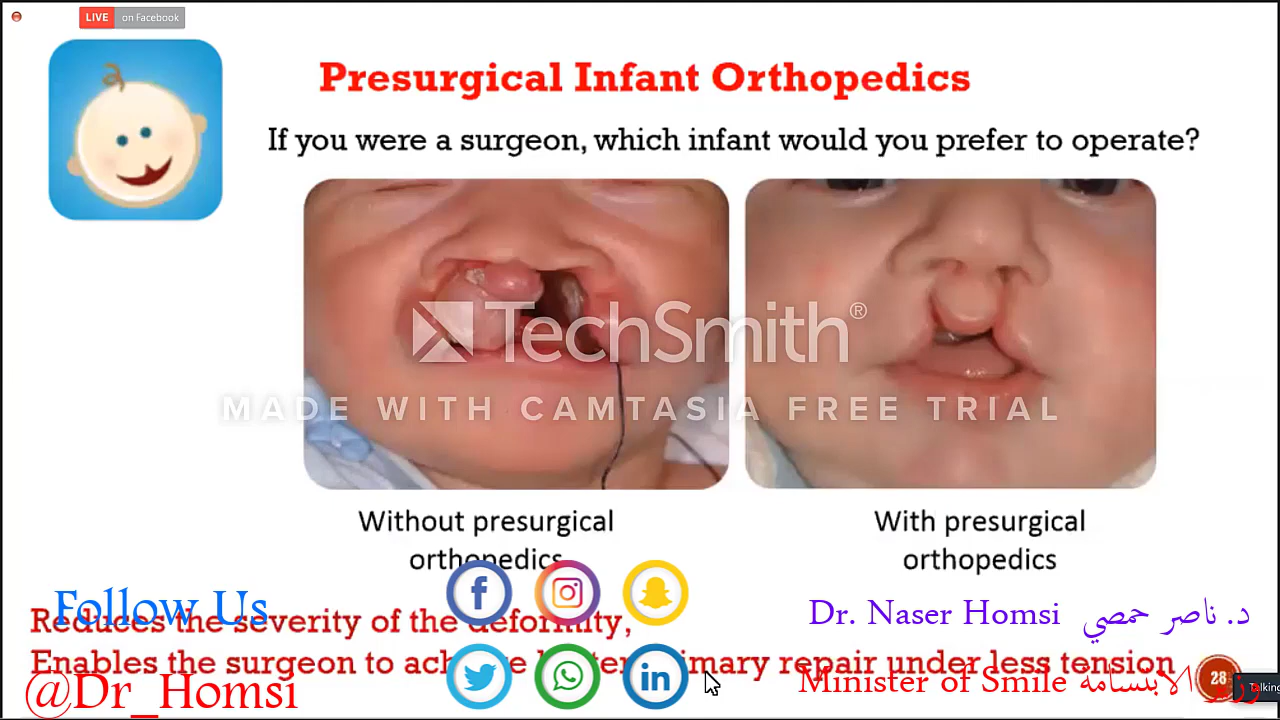 LIVE on Facebook
Presurgical Infant Orthopedics
If you were a surgeon, which infant would you prefer to operate?
TechSmith®
MADE WITH CAMTASIA FREE TRIAL
Without presurgical
orthopedics
With presurgical
orthopedics
Follow Us
Reduces the severity of the deformity,
Dr. Naser Homsi د. ناصر حمصي
Enables the surgeon to primary repair under less tension
@Dr_Homsi
Minister of Smile وزير الابتسامة
28
Talking